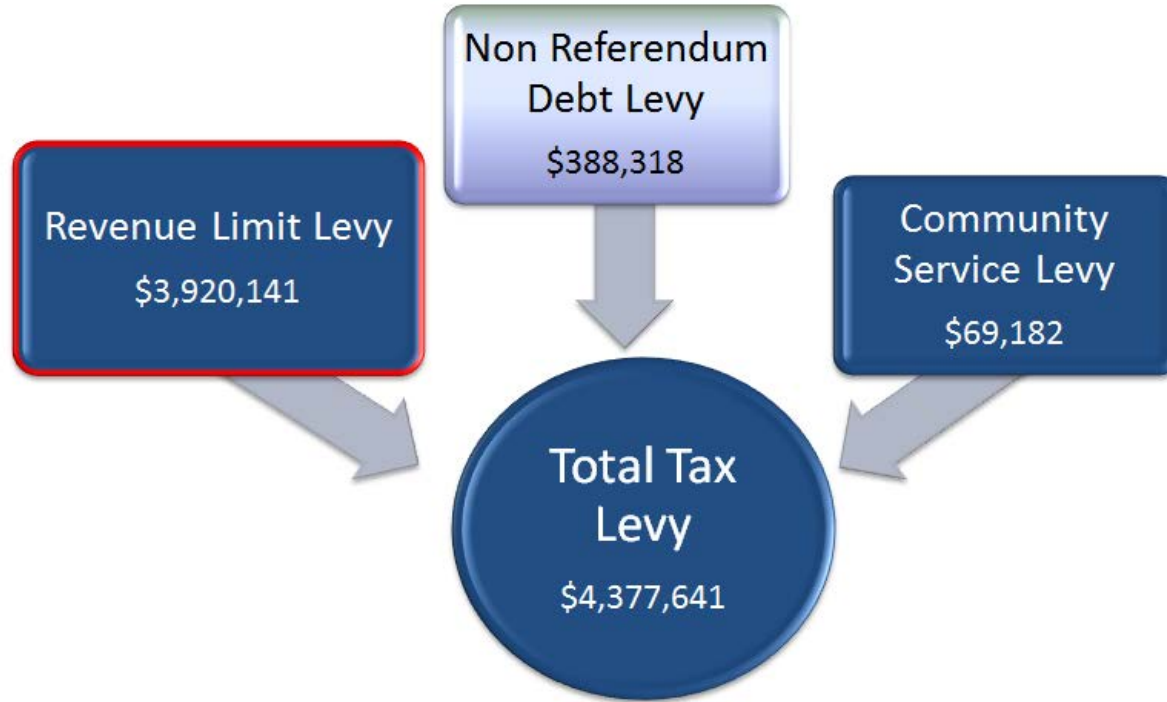 Non Referendum
Debt Levy
$388,318
Revenue Limit Levy
$3,920,141
Community
Service Levy
$69,182
Total Tax
Levy
$4,377,641